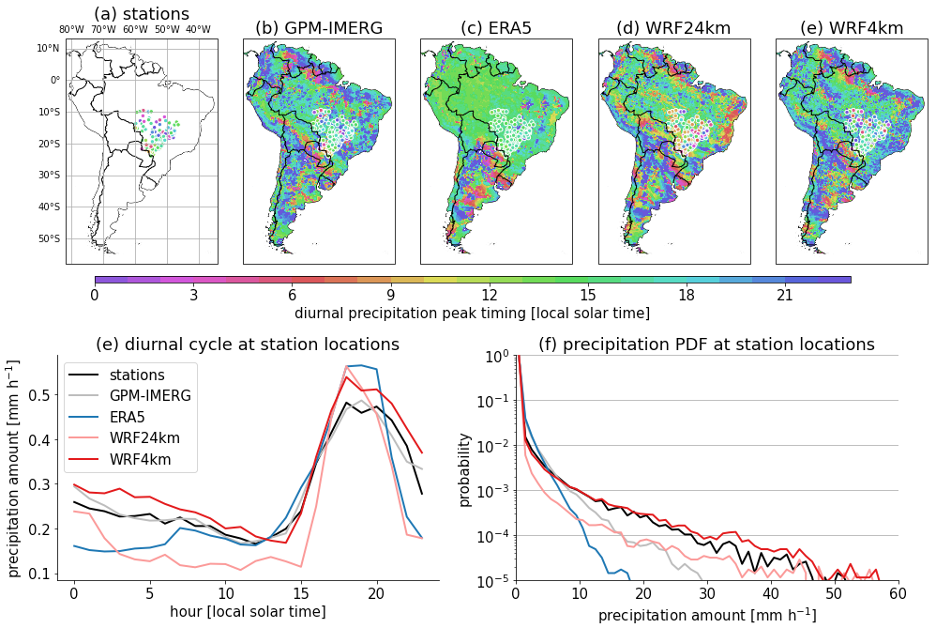 (a) stations
80°W 70°W 60°W 50°W 40°W
10°N
0°
10°S
20°S
30°S
40°S
50°S
(b) GPM-IMERG
(c) ERA5
(d) WRF24km
(e) WRF4km
0 3 6 9 12 15 18 21
diurnal precipitation peak timing [local solar time]
(e) diurnal cycle at station locations
precipitation amount [mm h⁻¹]
0.5
0.4
0.3
0.2
0.1
stations
GPM-IMERG
ERA5
WRF24km
WRF4km
0 5 10 15 20
hour [local solar time]
(f) precipitation PDF at station locations
probability
10⁰
10⁻¹
10⁻²
10⁻³
10⁻⁴
10⁻⁵
0 10 20 30 40 50 60
precipitation amount [mm h⁻¹]